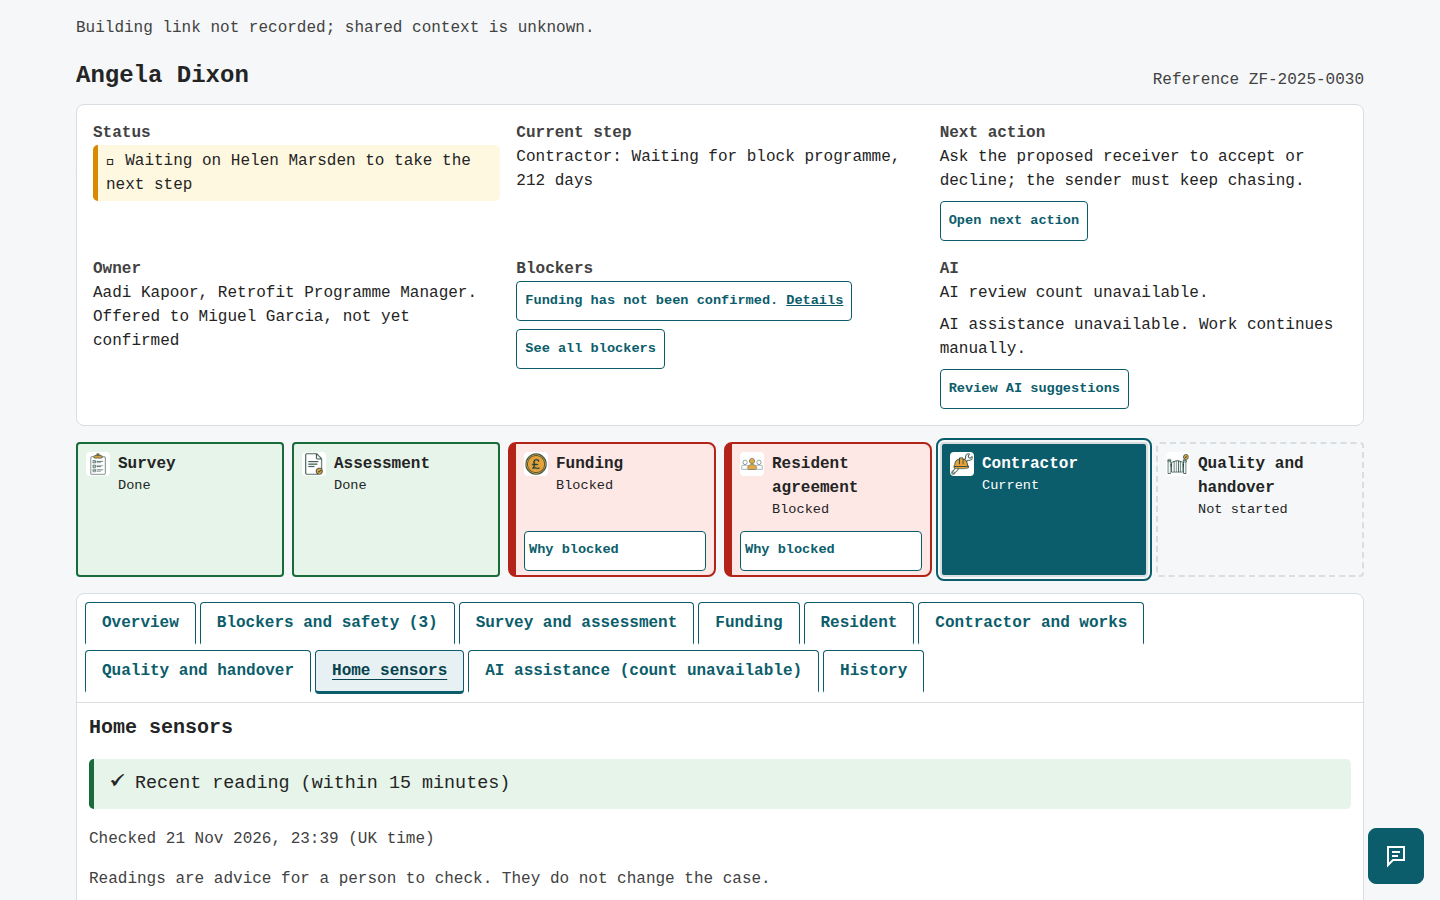 Building link not recorded; shared context is unknown.
Angela Dixon
Reference ZF-2025-0030
Status
Waiting on Helen Marsden to take the
next step
Current step
Contractor: Waiting for block programme,
212 days
Next action
Ask the proposed receiver to accept or
decline; the sender must keep chasing.
Open next action
Owner
Aadi Kapoor, Retrofit Programme Manager.
Offered to Miguel Garcia, not yet
confirmed
Blockers
Funding has not been confirmed. Details
See all blockers
AI
AI review count unavailable.
AI assistance unavailable. Work continues
manually.
Review AI suggestions
Survey
Done
Assessment
Done
Funding
Blocked
Why blocked
Resident
agreement
Blocked
Why blocked
Contractor
Current
Quality and
handover
Not started
Overview
Blockers and safety (3)
Survey and assessment
Funding
Resident
Contractor and works
Quality and handover
Home sensors
AI assistance (count unavailable)
History
Home sensors
✓ Recent reading (within 15 minutes)
Checked 21 Nov 2026, 23:39 (UK time)
Readings are advice for a person to check. They do not change the case.